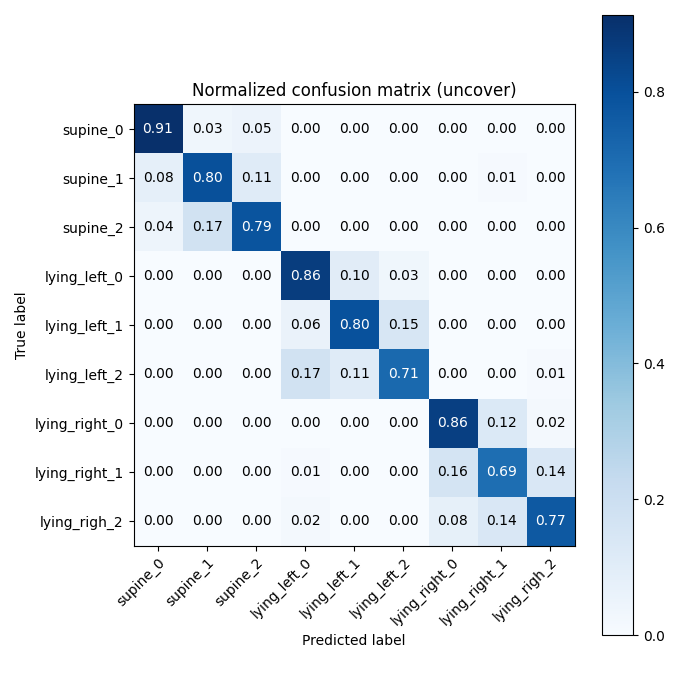 Normalized confusion matrix (uncover)
supine_0 0.91 0.03 0.05 0.00 0.00 0.00 0.00 0.00 0.00
supine_1 0.08 0.80 0.11 0.00 0.00 0.00 0.00 0.01 0.00
supine_2 0.04 0.17 0.79 0.00 0.00 0.00 0.00 0.00 0.00
lying_left_0 0.00 0.00 0.00 0.86 0.10 0.03 0.00 0.00 0.00
lying_left_1 0.00 0.00 0.00 0.06 0.80 0.15 0.00 0.00 0.00
lying_left_2 0.00 0.00 0.00 0.17 0.11 0.71 0.00 0.00 0.01
lying_right_0 0.00 0.00 0.00 0.00 0.00 0.00 0.86 0.12 0.02
lying_right_1 0.00 0.00 0.00 0.01 0.00 0.00 0.16 0.69 0.14
lying_righ_2 0.00 0.00 0.00 0.02 0.00 0.00 0.08 0.14 0.77
True label
supine_0 supine_1 supine_2 lying_left_0 lying_left_1 lying_left_2 lying_right_0 lying_right_1 lying_righ_2
Predicted label
0.8
0.6
0.4
0.2
0.0